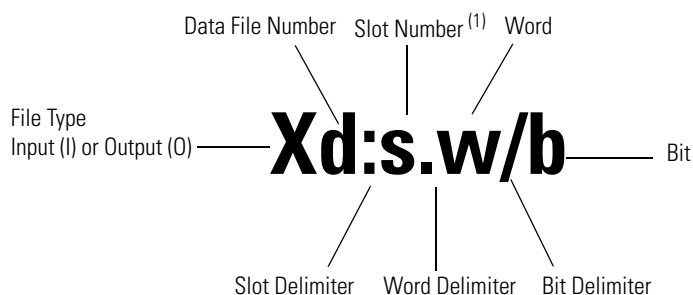 Data File Number
Slot Number (1)
Word
File Type
Input (I) or Output (O)
Xd:s.w/b
Bit
Slot Delimiter
Word Delimiter
Bit Delimiter